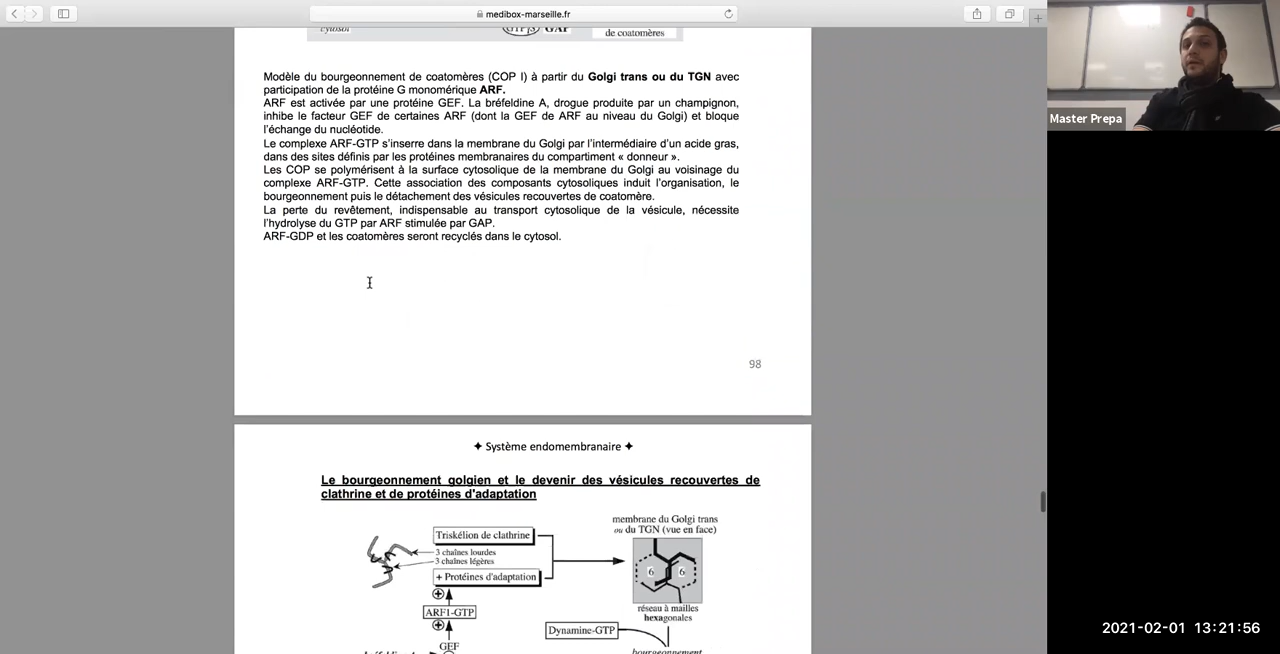 medibox-marseille.fr
cytosol
GTP
GAP
de coatomères
Modèle du bourgeonnement de coatomères (COP I) à partir du Golgi trans ou du TGN avec
participation de la protéine G monomérique ARF.
ARF est activée par une protéine GEF. La bréfeldine A, drogue produite par un champignon,
inhibe le facteur GEF de certaines ARF (dont la GEF de ARF au niveau du Golgi) et bloque
l'échange du nucléotide.
Le complexe ARF-GTP s'inserre dans la membrane du Golgi par l'intermédiaire d'un acide gras,
dans des sites définis par les protéines membranaires du compartiment « donneur ».
Les COP se polymérisent à la surface cytosolique de la membrane du Golgi au voisinage du
complexe ARF-GTP. Cette association des composants cytosoliques induit l'organisation, le
bourgeonnement puis le détachement des vésicules recouvertes de coatomère.
La perte du revêtement, indispensable au transport cytosolique de la vésicule, nécessite
l'hydrolyse du GTP par ARF stimulée par GAP.
ARF-GDP et les coatomères seront recyclés dans le cytosol.
98
✦ Système endomembranaire ✦
Le bourgeonnement golgien et le devenir des vésicules recouvertes de
clathrine et de protéines d'adaptation
membrane du Golgi trans
ou du TGN (vue en face)
Triskélion de clathrine
3 chaînes lourdes
3 chaînes légères
+ Protéines d'adaptation
6 6
réseau à mailles
hexagonales
ARF1-GTP
Dynamine-GTP
GEF
bourgeonnement
Master Prepa
2021-02-01 13:21:56